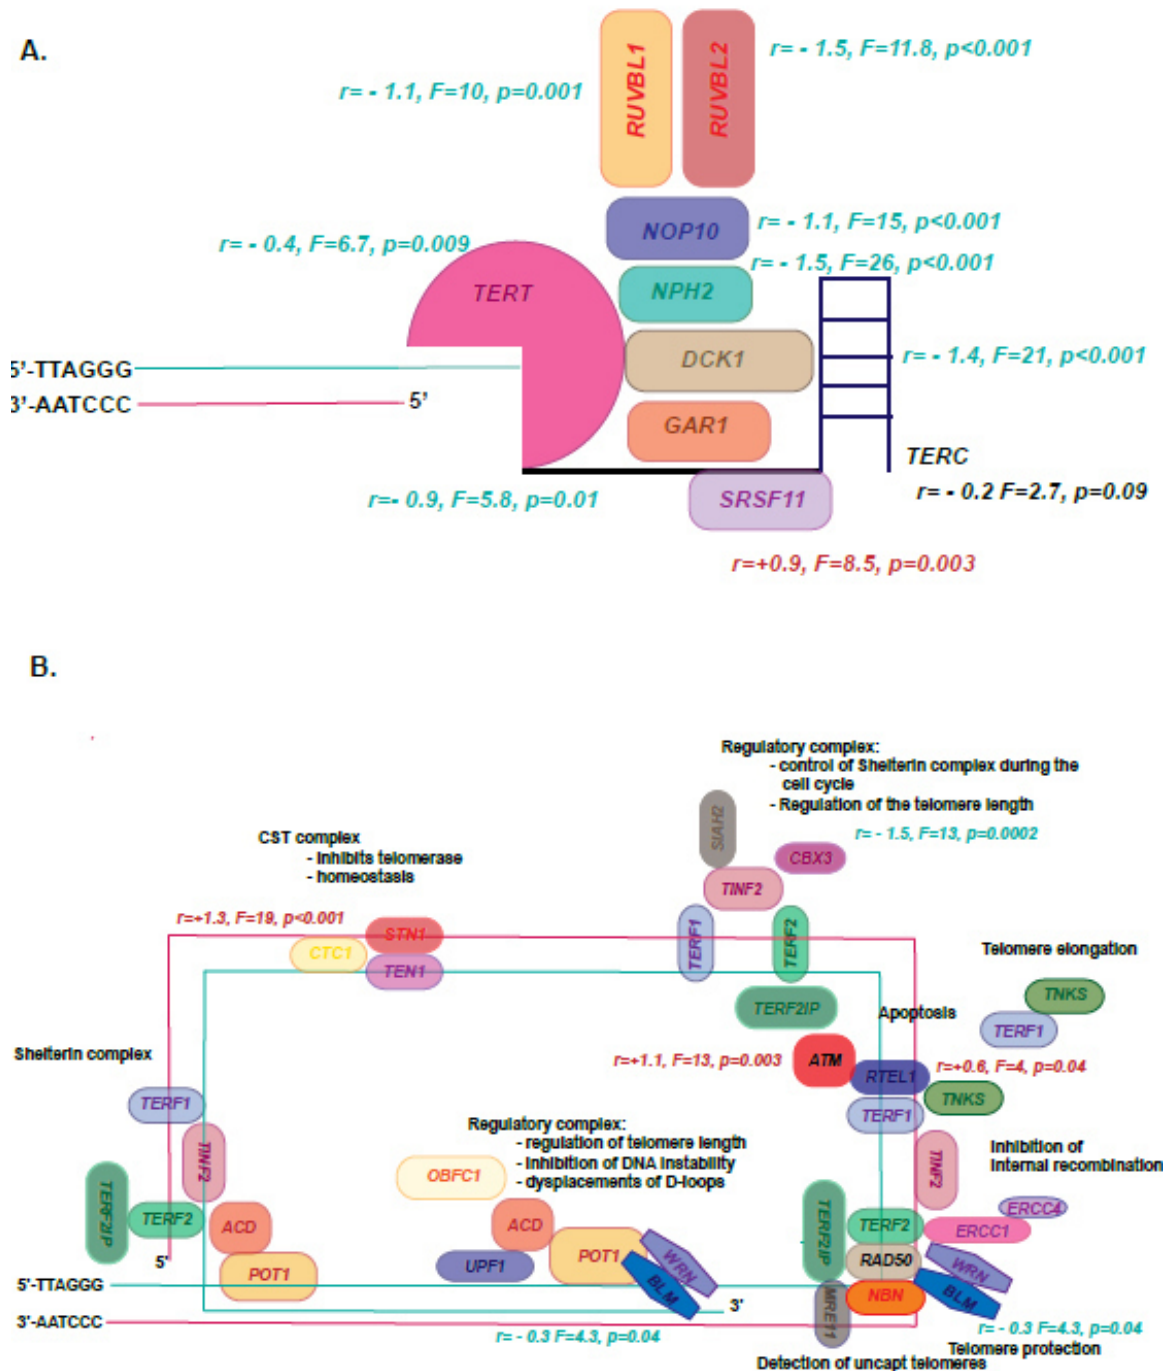 A.
r= - 1.5, F=11.8, p<0.001
r= - 1.1, F=10, p=0.001
RUVBL1
RUVBL2
NOP10
r= - 1.1, F=15, p<0.001
r= - 0.4, F=6.7, p=0.009
r= - 1.5, F=26, p<0.001
TERT
NPH2
DCK1
r= - 1.4, F=21, p<0.001
5'-TTAGGG
3'-AATCCC
5'
GAR1
TERC
r= - 0.2 F=2.7, p=0.09
r=- 0.9, F=5.8, p=0.01
SRSF11
r=+0.9, F=8.5, p=0.003
B.
Regulatory complex:
- control of Shelterin complex during the
cell cycle
- Regulation of the telomere length
r= - 1.5, F=13, p=0.0002
SIAH2
CBX3
TINF2
TERF1
TERF2
TERF2IP
CST complex
- Inhibits telomerase
- homeostasis
r=+1.3, F=19, p<0.001
STN1
CTC1
TEN1
Telomere elongation
TNKS
TERF1
Apoptosis
r=+1.1, F=13, p=0.003
ATM
RTEL1
r=+0.6, F=4, p=0.04
TNKS
TERF1
Shelterin complex
TERF1
TINF2
TERF2IP
TERF2
ACD
POT1
5'
Regulatory complex:
- regulation of telomere length
- Inhibition of DNA Instability
- dysplacements of D-loops
OBFC1
ACD
UPF1
POT1
WRN
BLM
3'
r= - 0.3 F=4.3, p=0.04
Inhibition of
Internal recombination
TINF2
ERCC4
ERCC1
TERF2IP
TERF2
RAD50
NBN
MRE11
WRN
BLM
r= - 0.3 F=4.3, p=0.04
Telomere protection
Detection of uncapt telomeres
5'-TTAGGG
3'-AATCCC